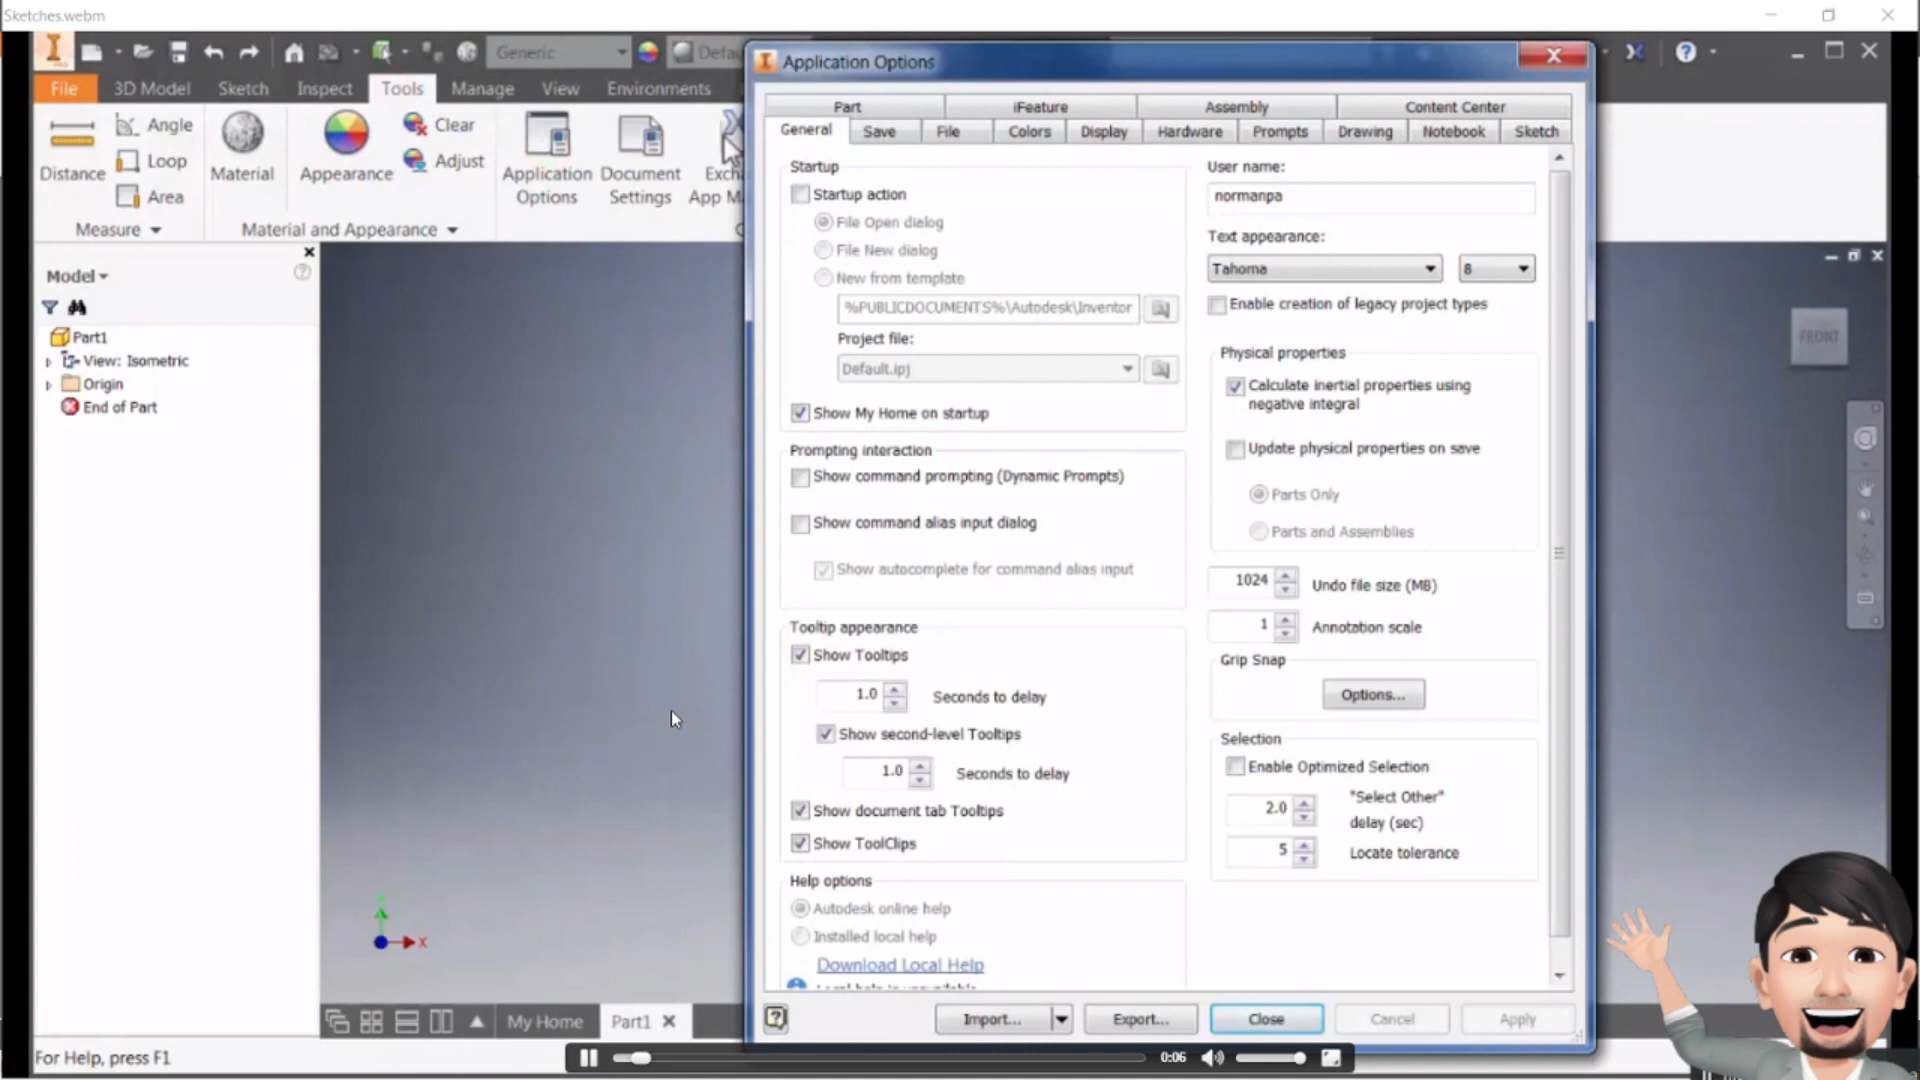 Sketches.webm
Generic
Defau
File
3D Model
Sketch
Inspect
Tools
Manage
View
Environments
Distance
Angle
Loop
Area
Material
Appearance
Clear
Adjust
Application
Options
Document
Settings
Exch
App M
Measure
Material and Appearance
Model
Part1
View: Isometric
Origin
End of Part
Application Options
Part
iFeature
Assembly
Content Center
General
Save
File
Colors
Display
Hardware
Prompts
Drawing
Notebook
Sketch
Startup
Startup action
File Open dialog
File New dialog
New from template
%PUBLICDOCUMENTS%\Autodesk\Inventor
Project file:
Default.ipj
Show My Home on startup
Prompting interaction
Show command prompting (Dynamic Prompts)
Show command alias input dialog
Show autocomplete for command alias input
Tooltip appearance
Show Tooltips
1.0 Seconds to delay
Show second-level Tooltips
1.0 Seconds to delay
Show document tab Tooltips
Show ToolClips
Help options
Autodesk online help
Installed local help
Download Local Help
User name:
normanpa
Text appearance:
Tahoma
8
Enable creation of legacy project types
Physical properties
Calculate inertial properties using
negative integral
Update physical properties on save
Parts Only
Parts and Assemblies
1024 Undo file size (MB)
1 Annotation scale
Grip Snap
Options...
Selection
Enable Optimized Selection
2.0 "Select Other"
delay (sec)
5 Locate tolerance
Import...
Export...
Close
Cancel
Apply
FRONT
X
My Home
Part1
For Help, press F1
0:06